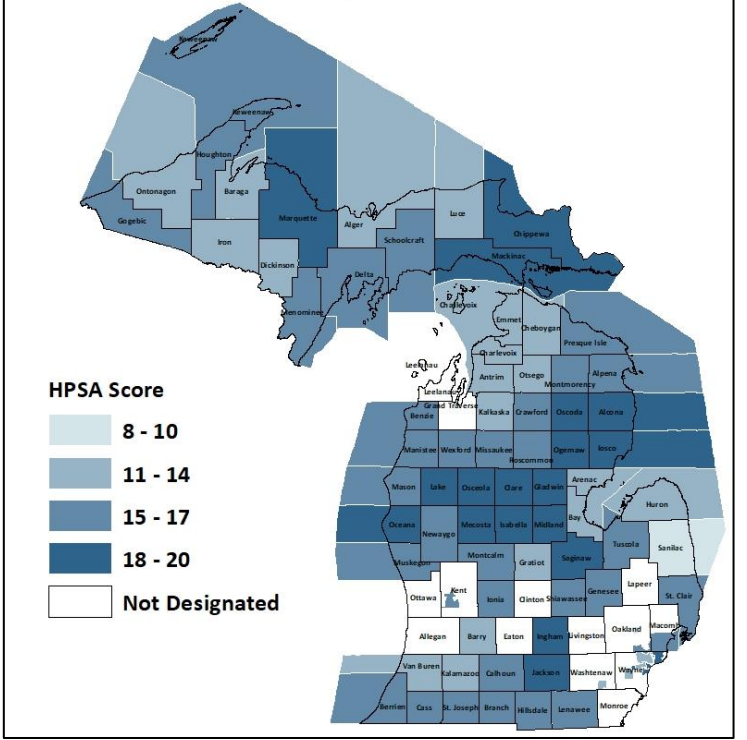 Keweenaw
Keweenaw
Houghton
Ontonagon
Baraga
Gogebic
Marquette
Iron
Dickinson
Alger
Luce
Schoolcraft
Chippewa
Mackinac
Delta
Menominee
Charlevoix
Emmet
Cheboygan
Presque Isle
Charlevoix
Leelanau
Leelanau
Antrim
Otsego
Montmorency
Alpena
HPSA Score
8 - 10
11 - 14
15 - 17
18 - 20
Not Designated
Grand Traverse
Benzie
Kalkaska
Crawford
Oscoda
Alcona
Manistee
Wexford
Missaukee
Roscommon
Ogemaw
Iosco
Mason
Lake
Osceola
Clare
Gladwin
Arenac
Huron
Oceana
Newaygo
Mecosta
Isabella
Midland
Bay
Tuscola
Sanilac
Muskegon
Montcalm
Gratiot
Saginaw
Ottawa
Kent
Ionia
Clinton
Shiawassee
Genesee
Lapeer
St. Clair
Allegan
Barry
Eaton
Ingham
Livingston
Oakland
Macomb
Van Buren
Kalamazoo
Calhoun
Jackson
Washtenaw
Wayne
Berrien
Cass
St. Joseph
Branch
Hillsdale
Lenawee
Monroe